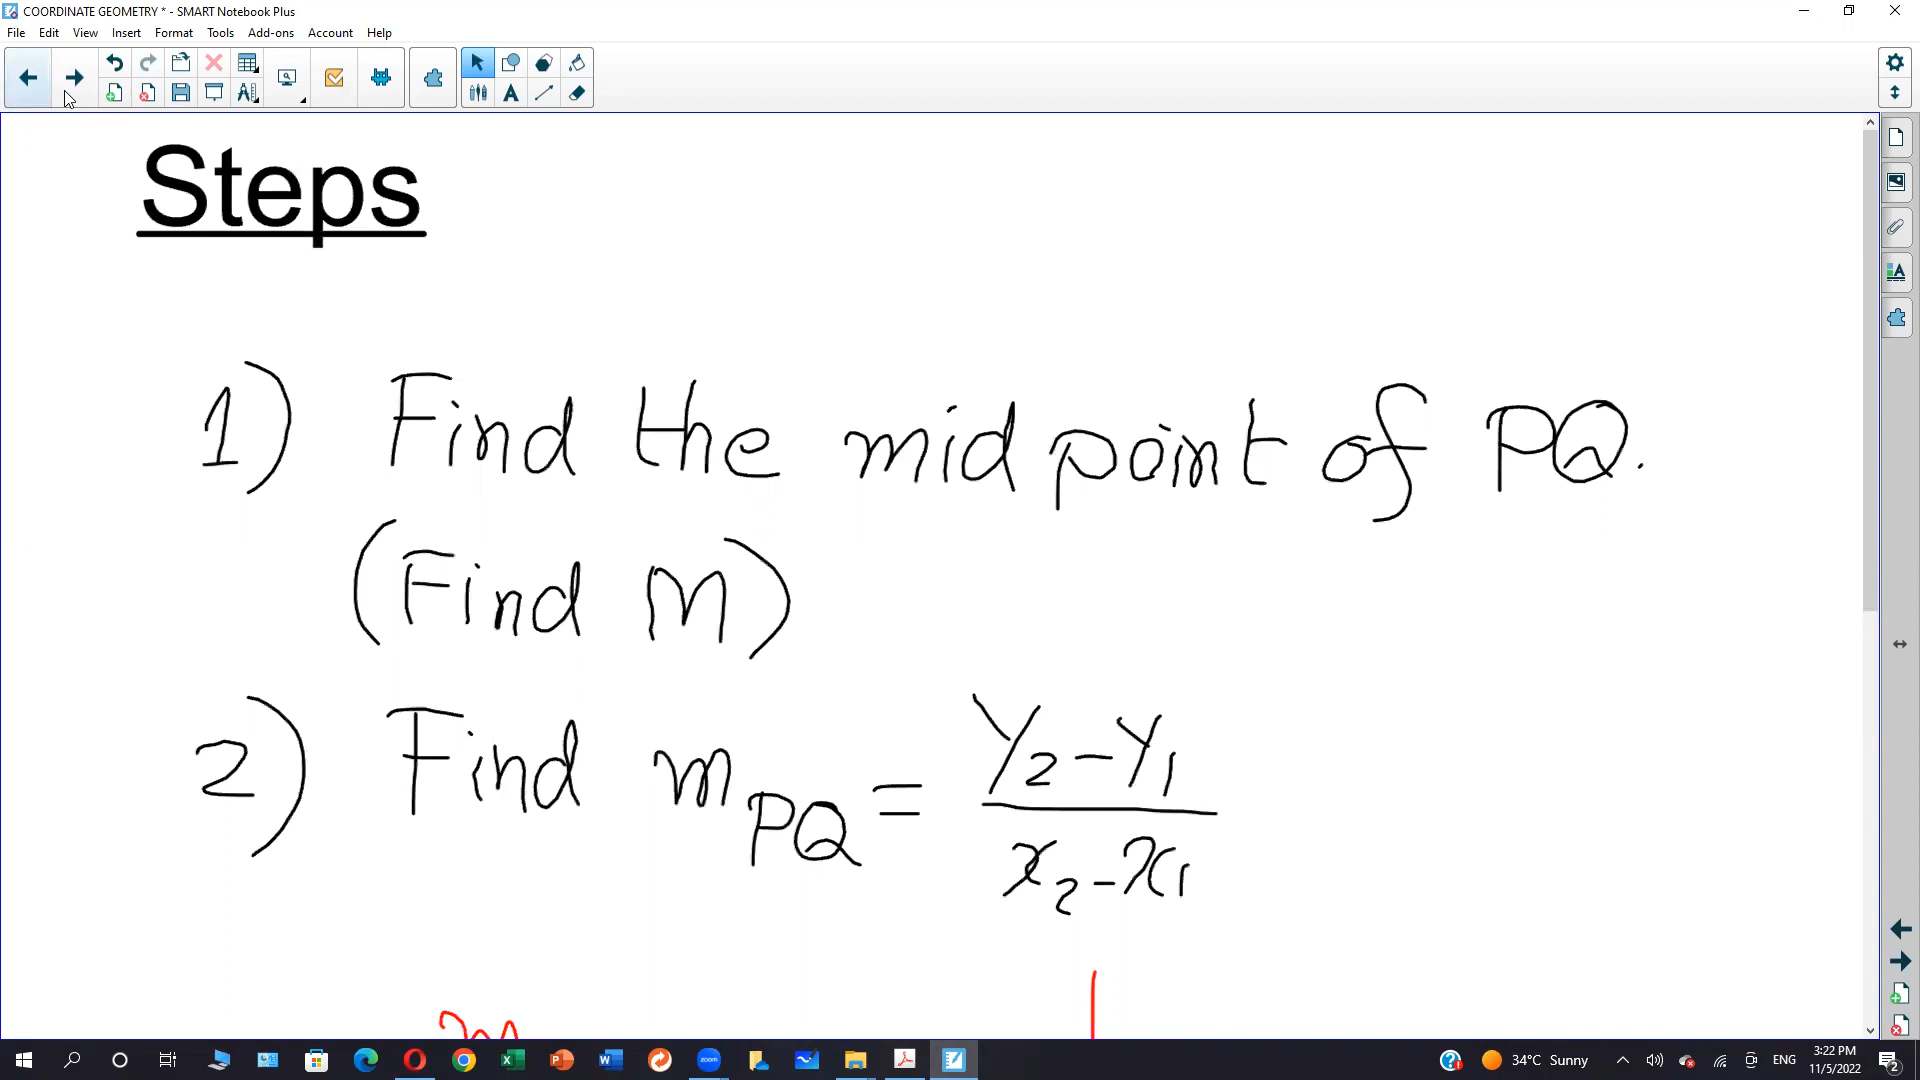 COORDINATE GEOMETRY * - SMART Notebook Plus
File Edit View Insert Format Tools Add-ons Account Help
Steps
1) Find the midpoint of PQ.
(Find M)
2) Find m_PQ = (y₂-y₁)/(x₂-x₁)
m
34°C Sunny
ENG
3:22 PM
11/5/2022
2